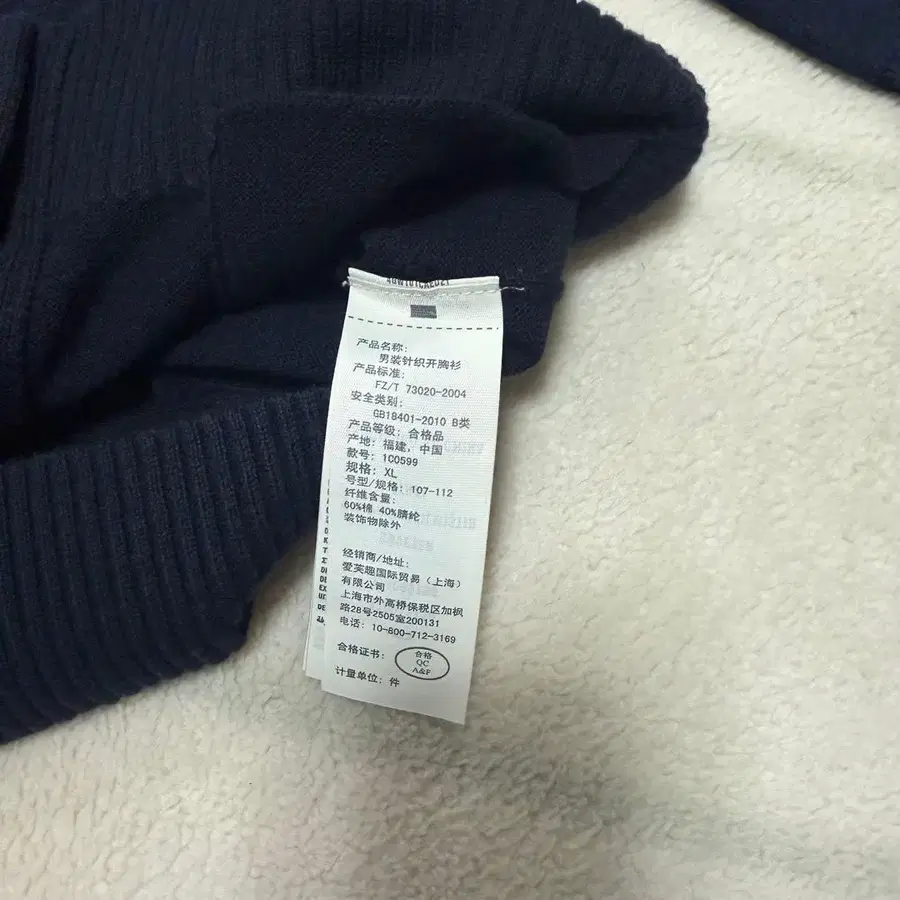 产品名称:
男装针织开胸衫
产品标准:
FZ/T 73020-2004
安全类别:
GB18401-2010 B类
产品等级: 合格品
产地: 福建, 中国
款号: 1C0599
规格: XL
号型/规格: 107-112
纤维含量:
60%棉 40%腈纶
装饰物除外
经销商/地址:
爱芙趣国际贸易 (上海)
有限公司
上海市外高桥保税区加枫
路28号2505室200131
电话: 10-800-712-3169
合格证书:
合格
QC
A&F
计量单位: 件